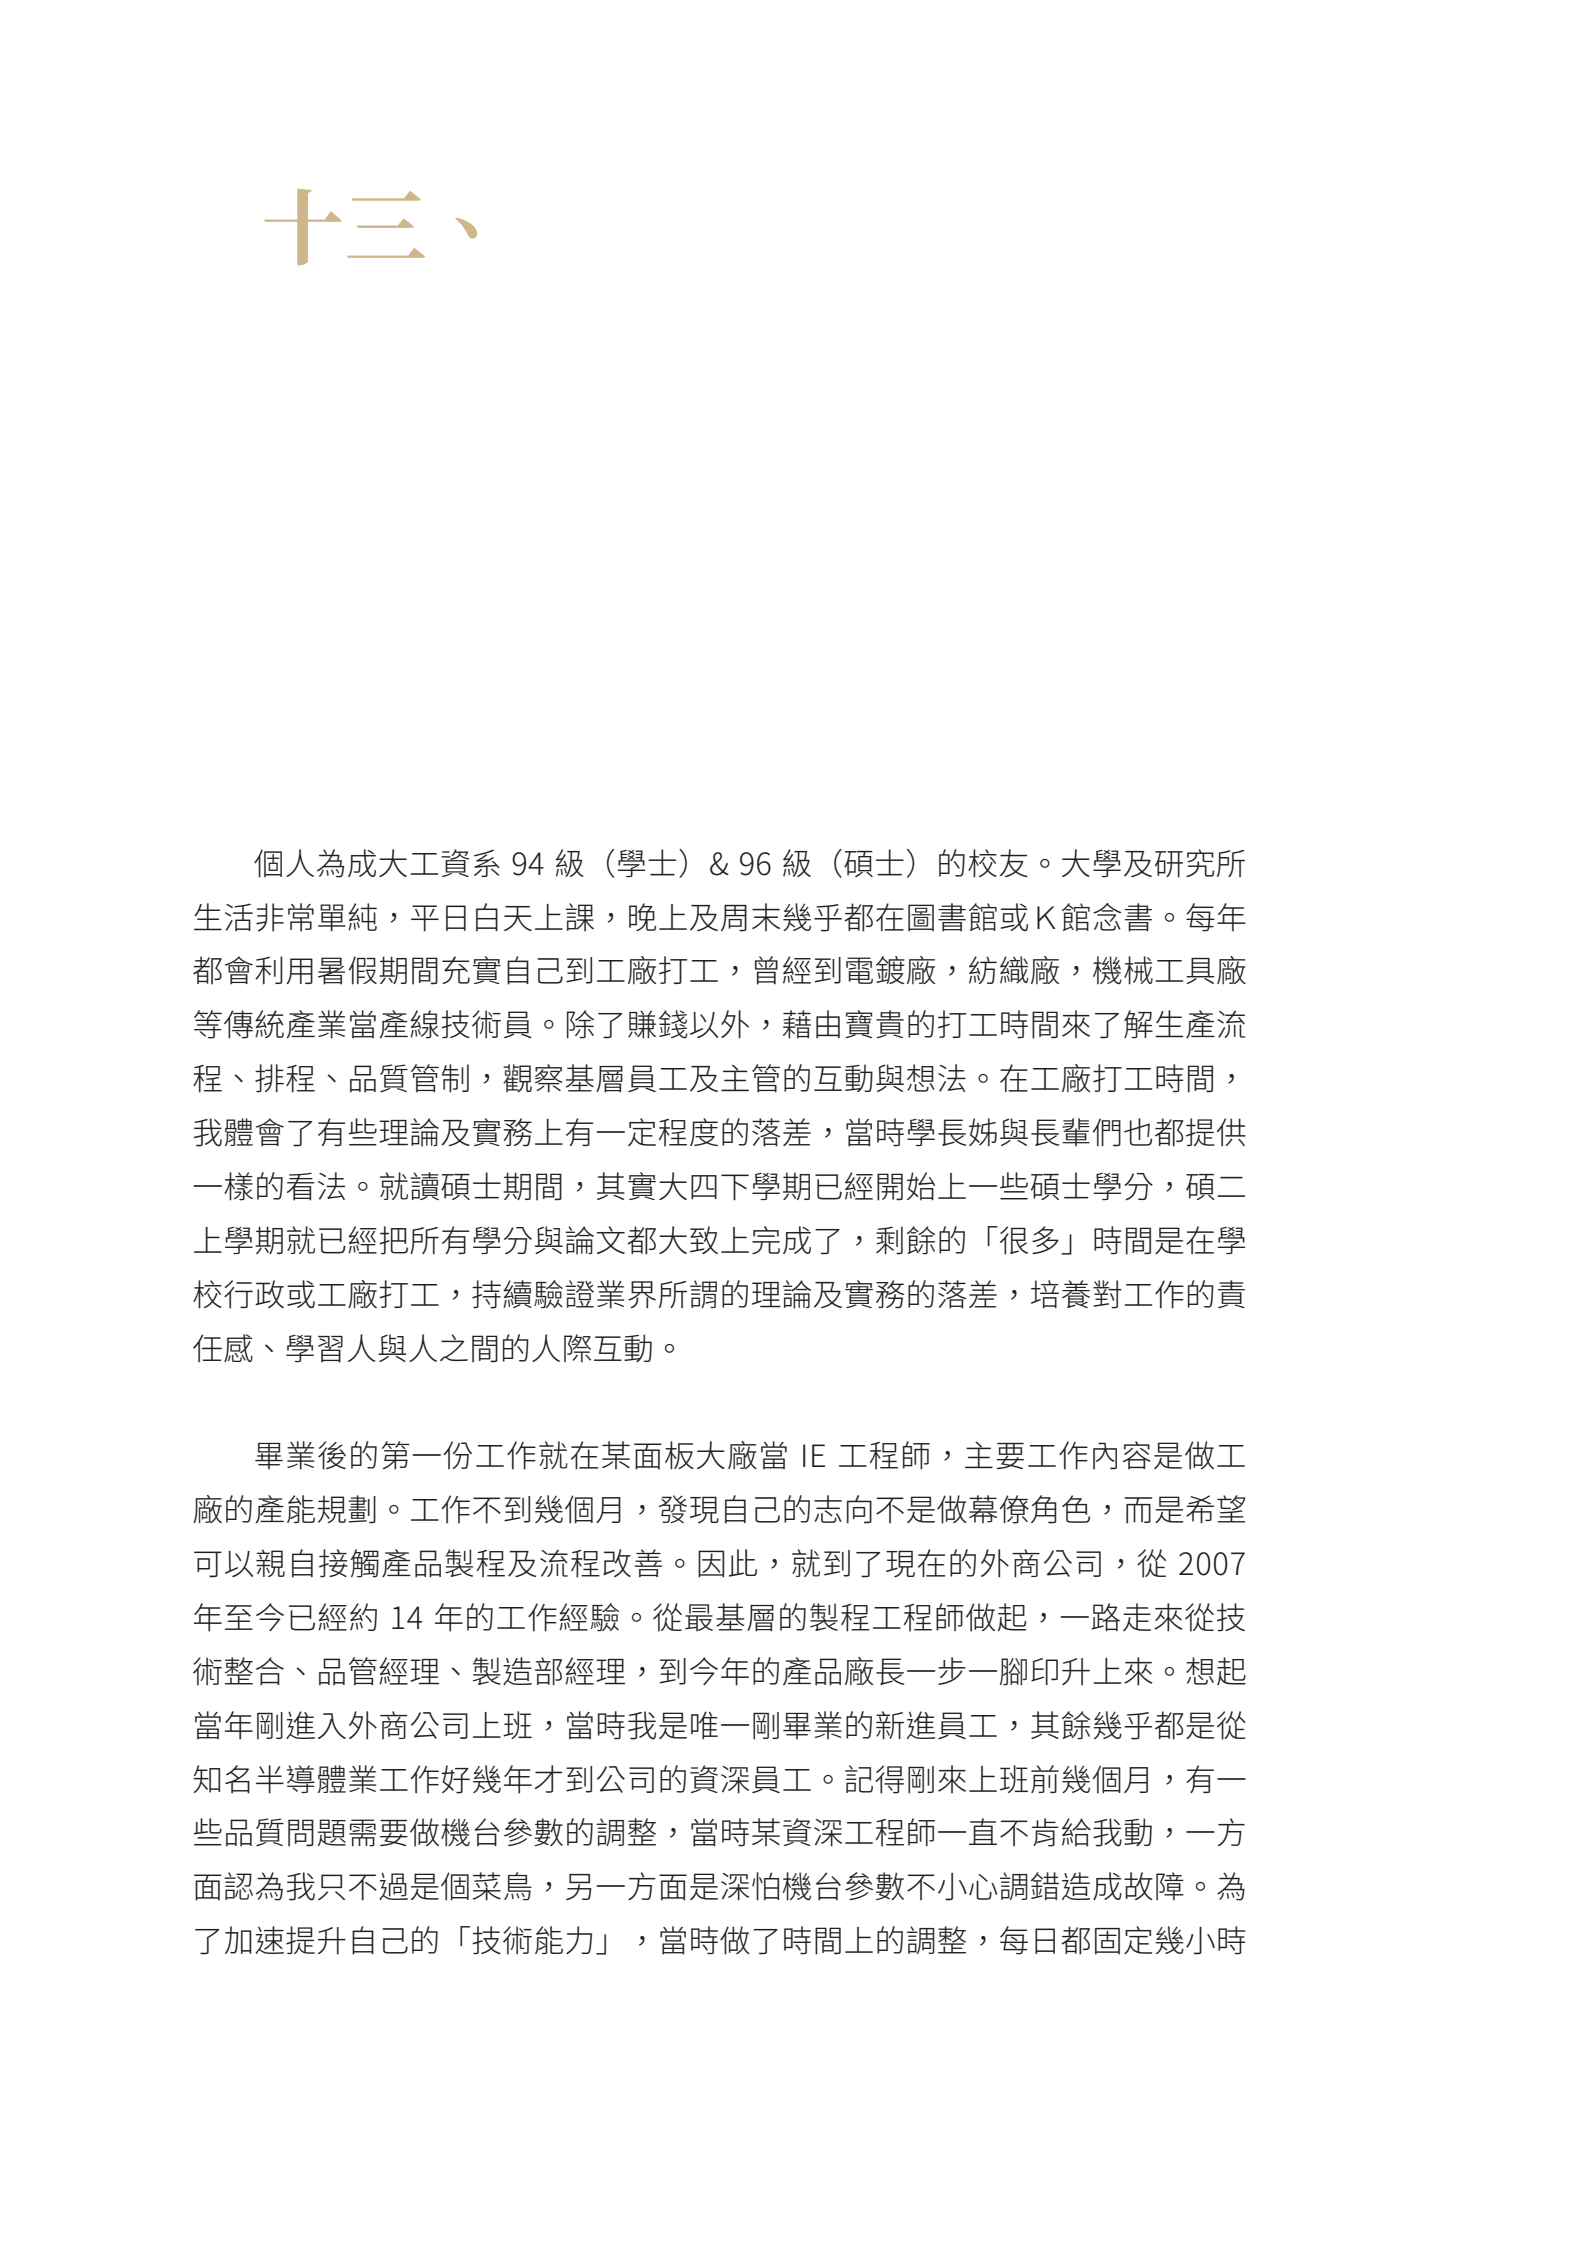 十三、
個人為成大工資系 94 級（學士）& 96 級（碩士）的校友。大學及研究所
生活非常單純，平日白天上課，晚上及周末幾乎都在圖書館或Ｋ館念書。每年
都會利用暑假期間充實自己到工廠打工，曾經到電鍍廠，紡織廠，機械工具廠
等傳統產業當產線技術員。除了賺錢以外，藉由寶貴的打工時間來了解生產流
程、排程、品質管制，觀察基層員工及主管的互動與想法。在工廠打工時間，
我體會了有些理論及實務上有一定程度的落差，當時學長姊與長輩們也都提供
一樣的看法。就讀碩士期間，其實大四下學期已經開始上一些碩士學分，碩二
上學期就已經把所有學分與論文都大致上完成了，剩餘的「很多」時間是在學
校行政或工廠打工，持續驗證業界所謂的理論及實務的落差，培養對工作的責
任感、學習人與人之間的人際互動。
畢業後的第一份工作就在某面板大廠當 IE 工程師，主要工作內容是做工
廠的產能規劃。工作不到幾個月，發現自己的志向不是做幕僚角色，而是希望
可以親自接觸產品製程及流程改善。因此，就到了現在的外商公司，從 2007
年至今已經約 14 年的工作經驗。從最基層的製程工程師做起，一路走來從技
術整合、品管經理、製造部經理，到今年的產品廠長一步一腳印升上來。想起
當年剛進入外商公司上班，當時我是唯一剛畢業的新進員工，其餘幾乎都是從
知名半導體業工作好幾年才到公司的資深員工。記得剛來上班前幾個月，有一
些品質問題需要做機台參數的調整，當時某資深工程師一直不肯給我動，一方
面認為我只不過是個菜鳥，另一方面是深怕機台參數不小心調錯造成故障。為
了加速提升自己的「技術能力」，當時做了時間上的調整，每日都固定幾小時